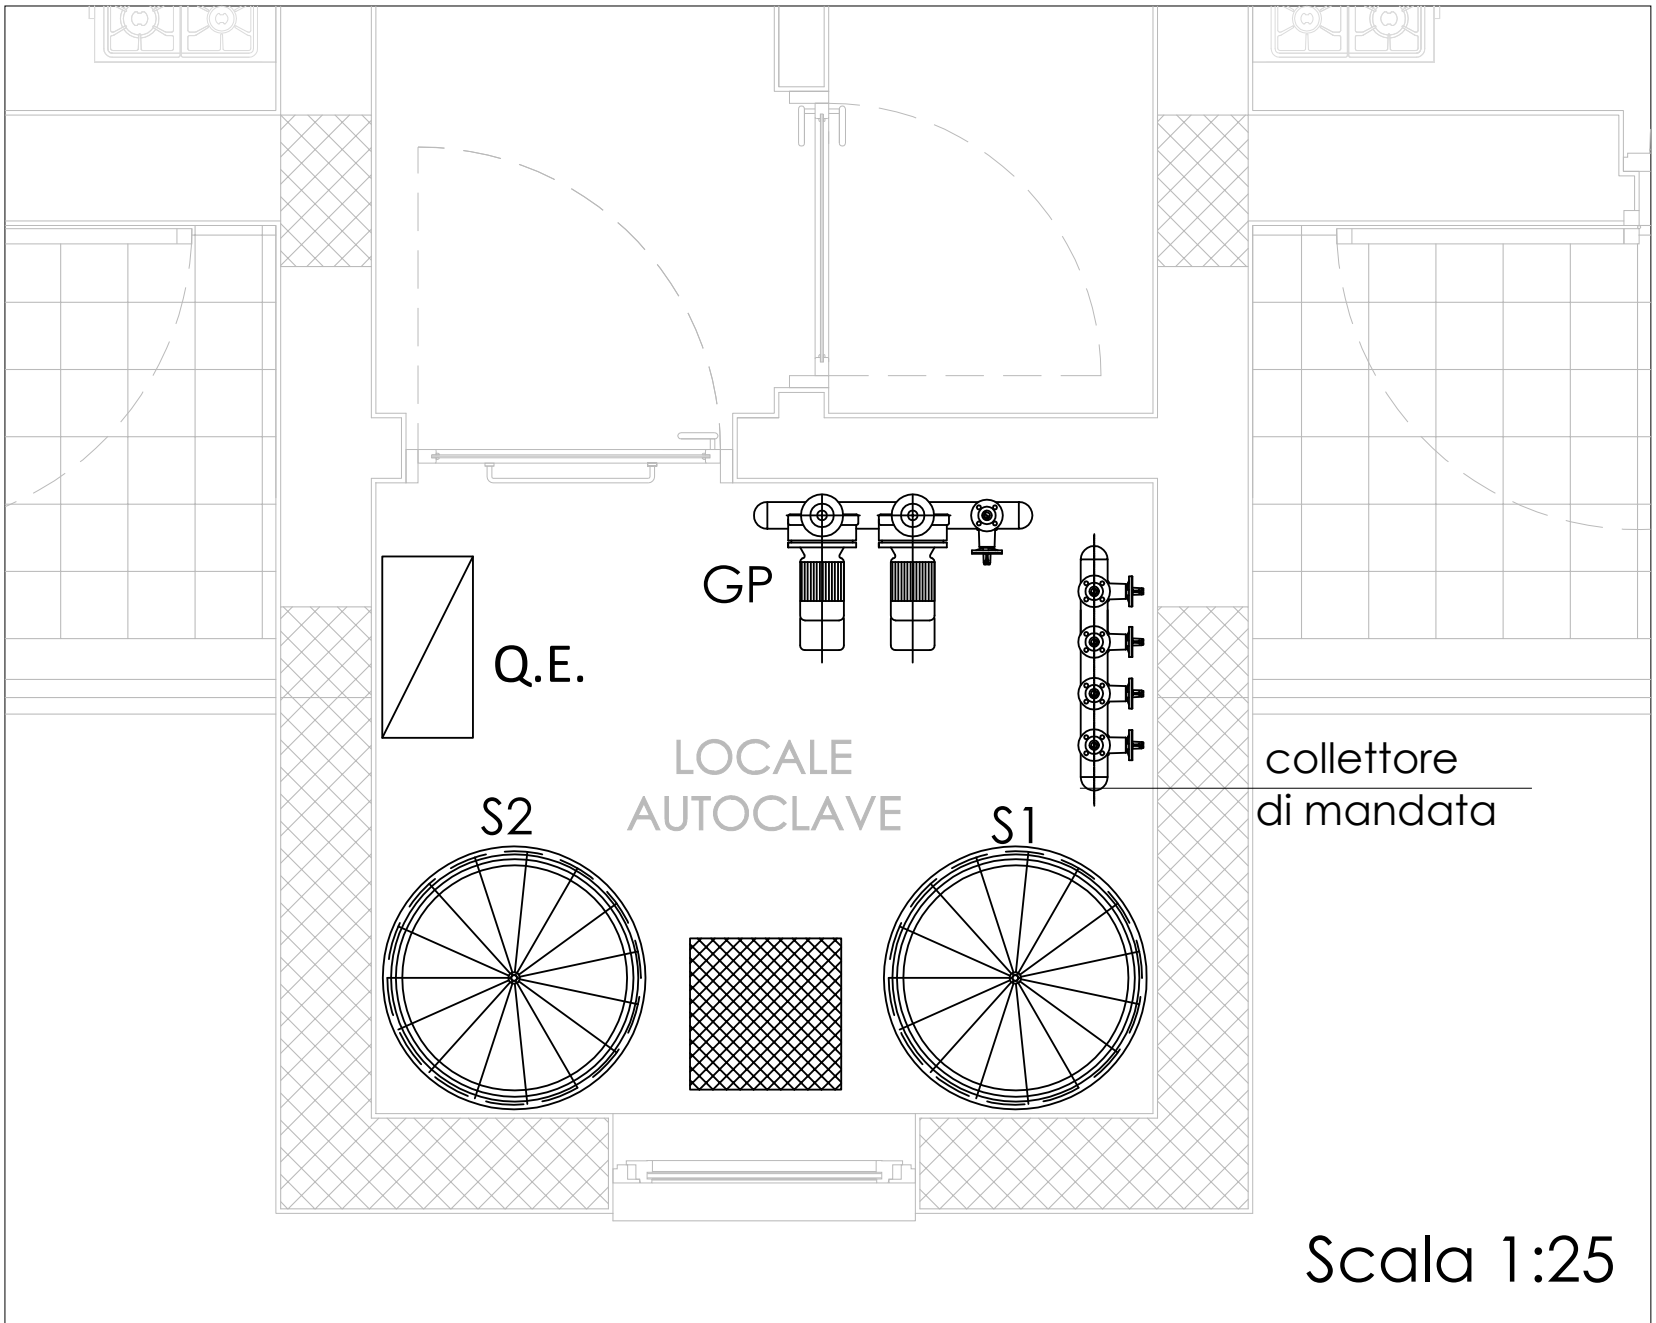 GP
Q.E.
LOCALE
AUTOCLAVE
collettore
di mandata
S2
S1
Scala 1:25